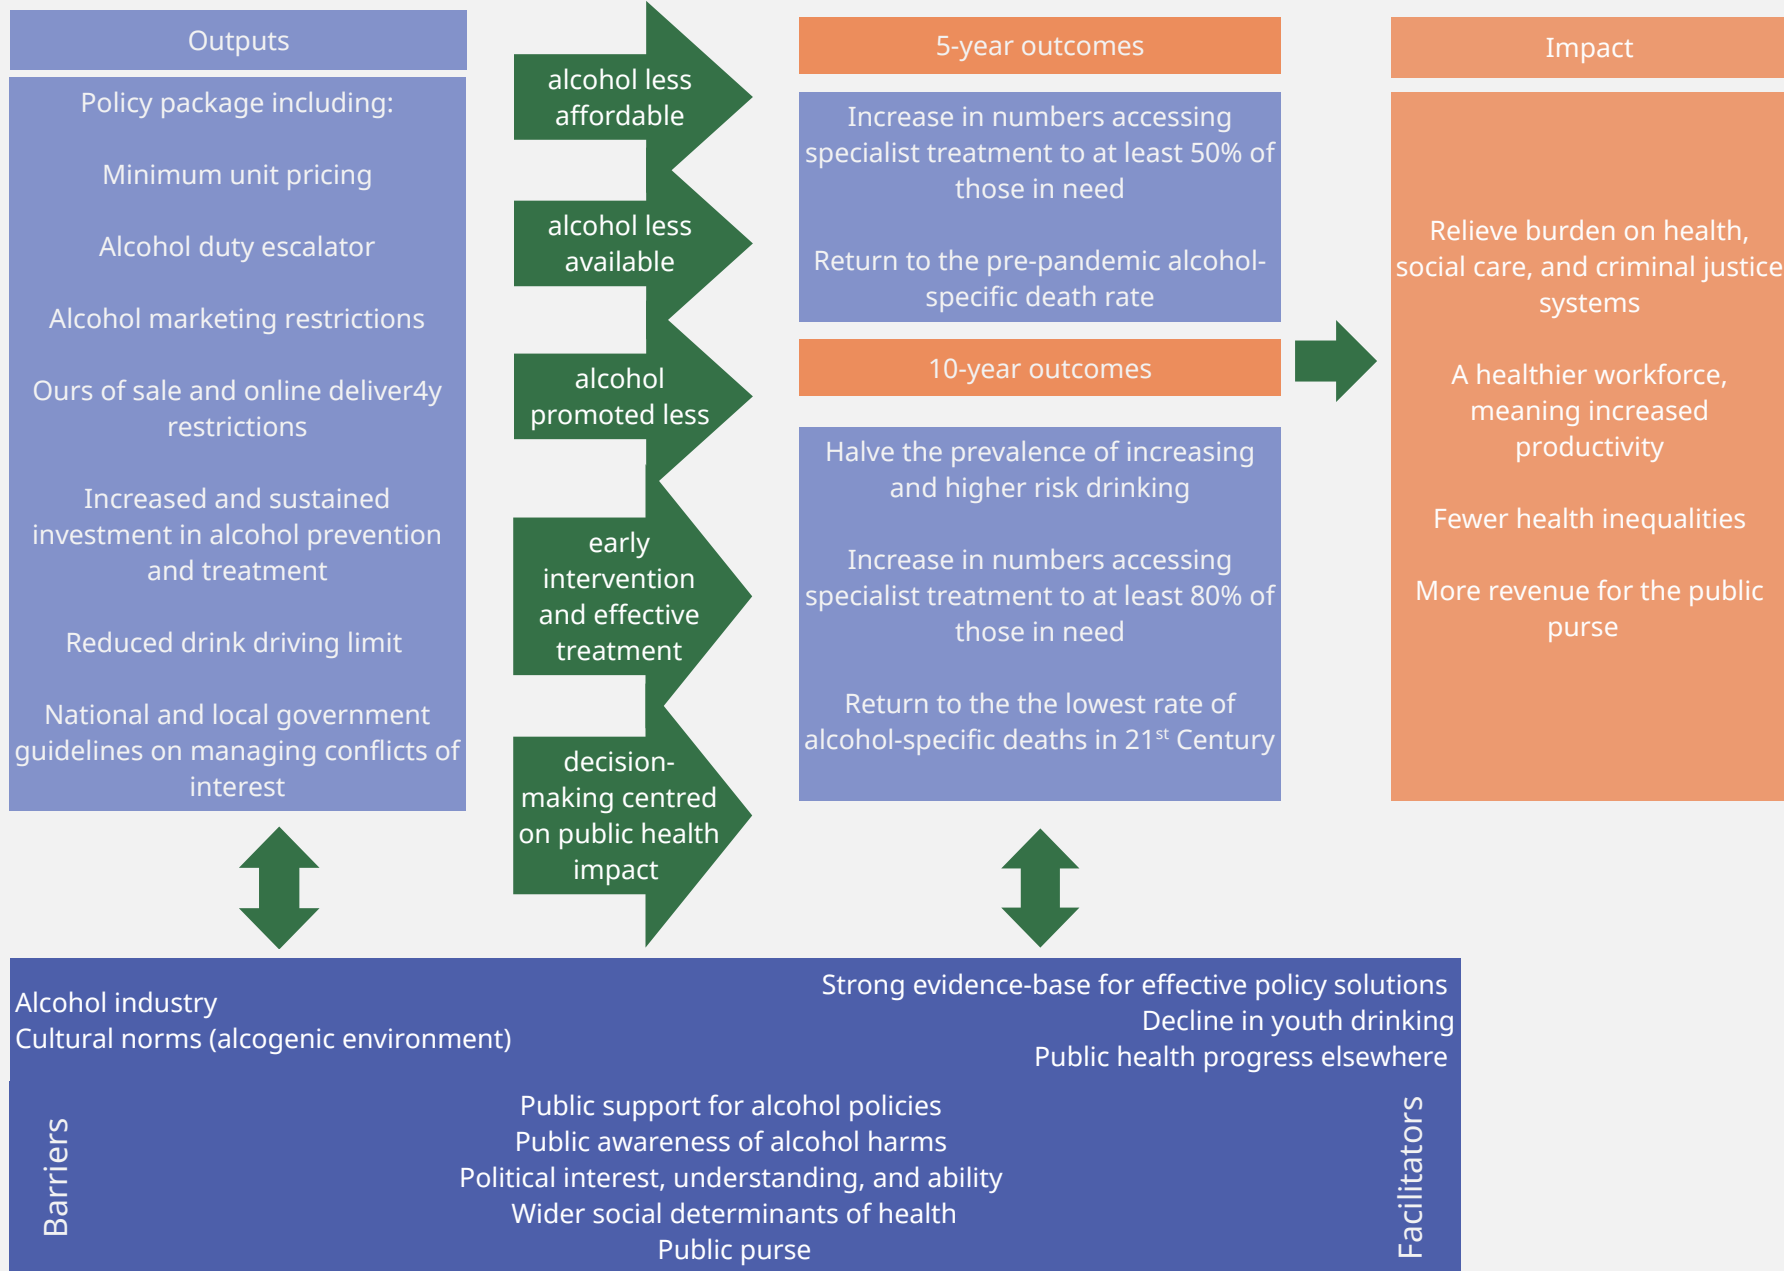 Outputs
Policy package including:
Minimum unit pricing
Alcohol duty escalator
Alcohol marketing restrictions
Ours of sale and online deliver4y
restrictions
Increased and sustained
investment in alcohol prevention
and treatment
Reduced drink driving limit
National and local government
guidelines on managing conflicts of
interest
alcohol less
affordable
alcohol less
available
alcohol
promoted less
early
intervention
and effective
treatment
decision-
making centred
on public health
impact
5-year outcomes
Increase in numbers accessing
specialist treatment to at least 50% of
those in need
Return to the pre-pandemic alcohol-
specific death rate
10-year outcomes
Halve the prevalence of increasing
and higher risk drinking
Increase in numbers accessing
specialist treatment to at least 80% of
those in need
Return to the the lowest rate of
alcohol-specific deaths in 21st Century
Impact
Relieve burden on health,
social care, and criminal justice
systems
A healthier workforce,
meaning increased
productivity
Fewer health inequalities
More revenue for the public
purse
Alcohol industry
Cultural norms (alcogenic environment)
Strong evidence-base for effective policy solutions
Decline in youth drinking
Public health progress elsewhere
Barriers
Public support for alcohol policies
Public awareness of alcohol harms
Political interest, understanding, and ability
Wider social determinants of health
Public purse
Facilitators